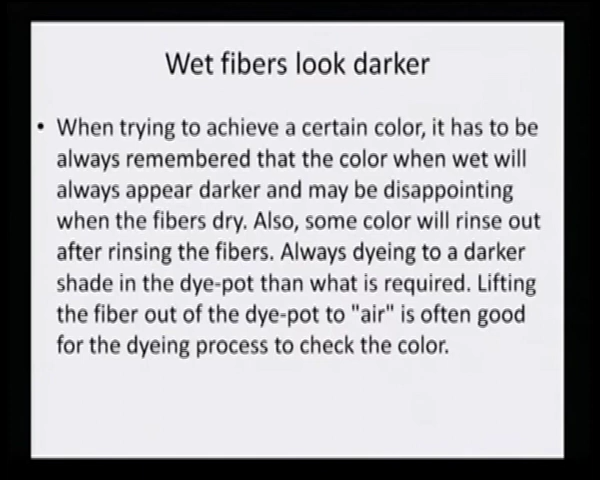 Wet fibers look darker
• When trying to achieve a certain color, it has to be
always remembered that the color when wet will
always appear darker and may be disappointing
when the fibers dry. Also, some color will rinse out
after rinsing the fibers. Always dyeing to a darker
shade in the dye-pot than what is required. Lifting
the fiber out of the dye-pot to "air" is often good
for the dyeing process to check the color.